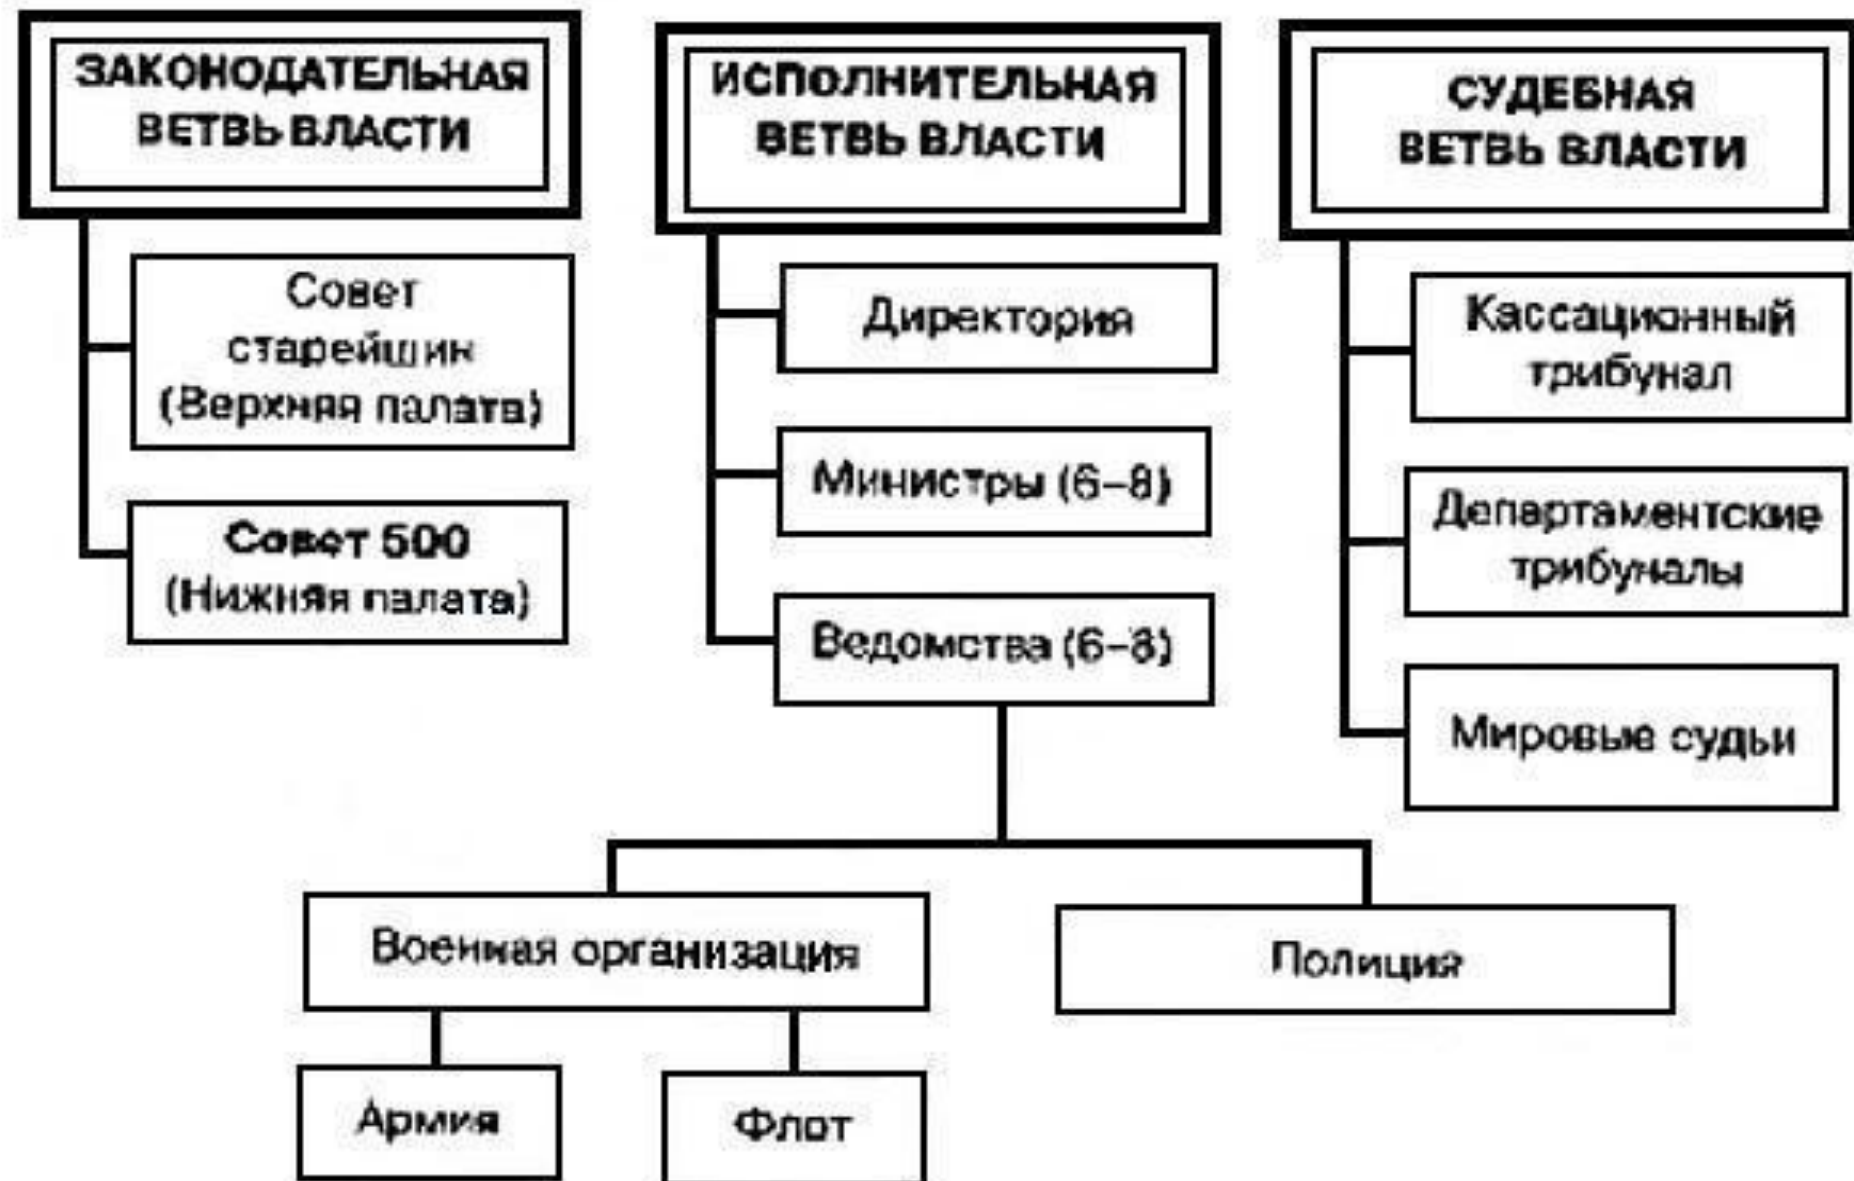 ЗАКОНОДАТЕЛЬНАЯ
ВЕТВЬ ВЛАСТИ
Совет
старейшин
(Верхняя палата)
Совет 500
(Нижняя палата)
ИСПОЛНИТЕЛЬНАЯ
ВЕТВЬ ВЛАСТИ
Директория
Министры (6–8)
Ведомства (6–8)
СУДЕБНАЯ
ВЕТВЬ ВЛАСТИ
Кассационный
трибунал
Департаментские
трибуналы
Мировые судьи
Военная организация
Полиция
Армия
Флот